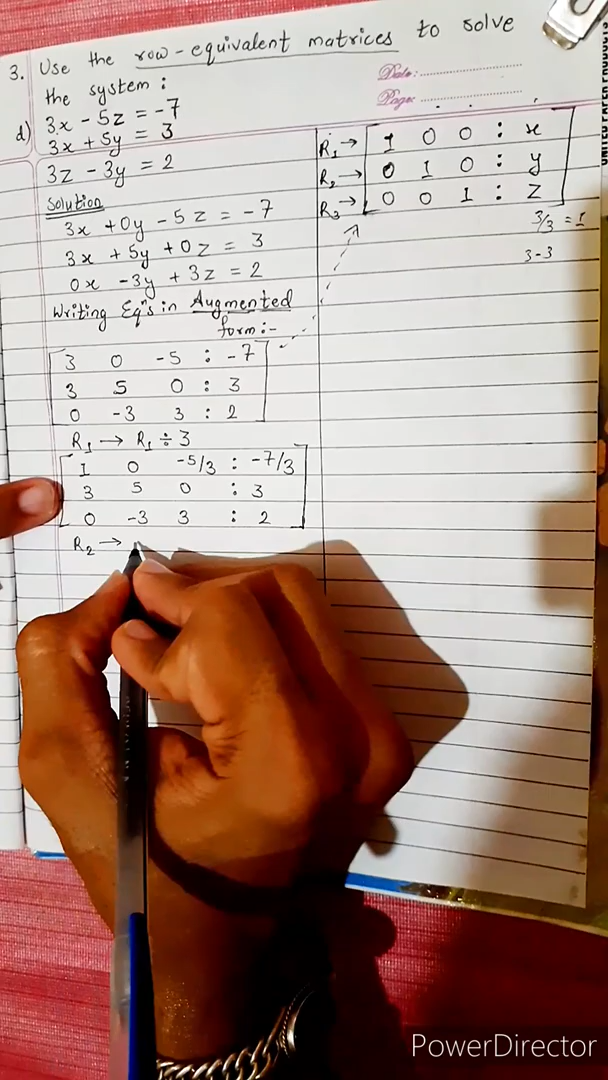 3. Use the row-equivalent matrices to solve
the system :
d) 3x - 5z = -7
3x + 5y = 3
3z - 3y = 2
Solution
3x + 0y - 5z = -7
3x + 5y + 0z = 3
0x - 3y + 3z = 2
Writing Eqns in Augmented
form:-
3 0 -5 : -7
3 5 0 : 3
0 -3 3 : 2
R1 → R1 ÷ 3
1 0 -5/3 : -7/3
3 5 0 : 3
0 -3 3 : 2
R2 →
Date:
Page:
R1→ 1 0 0 : x
R2→ 0 1 0 : y
R3→ 0 0 1 : z
3/3 = 1
3-3
PowerDirector